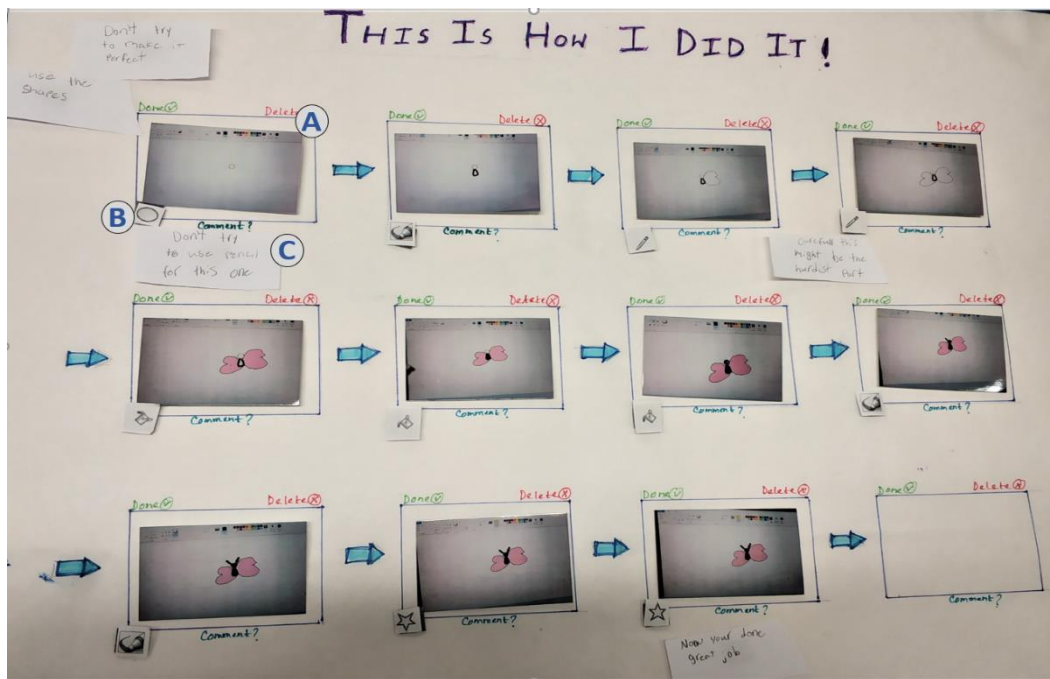 THIS IS HOW I DID IT!
Don't try
to make it
perfect
use the
shapes
Done
Delete
A
Done
Delete
Done
Delete
Done
Delete
B
Comment?
Comment?
Comment?
Comment?
Don't try
to use pencil
for this one
C
Carefull this
might be the
hardist part
Done
Delete
Done
Delete
Done
Delete
Done
Delete
Comment?
Comment?
Comment?
Comment?
Done
Delete
Done
Delete
Done
Delete
Done
Delete
Comment?
Comment?
Comment?
Comment?
Now your done
great job